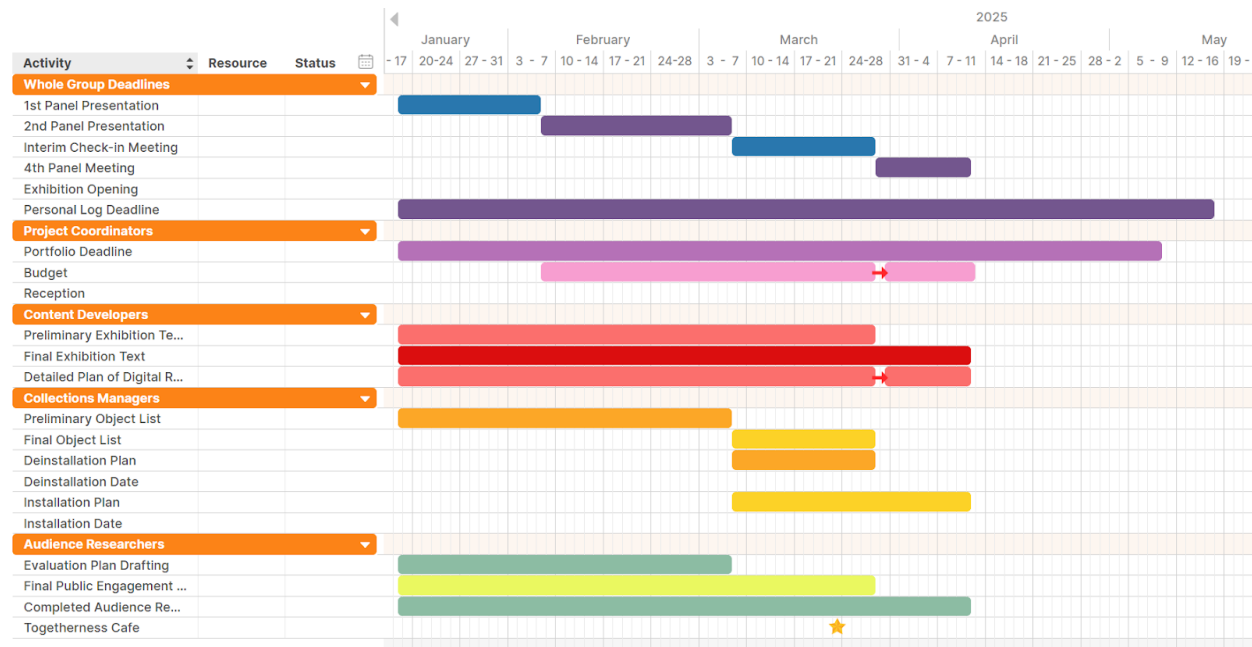 2025
January February March April May
Activity Resource Status - 17 20-24 27 - 31 3 - 7 10 - 14 17 - 21 24-28 3 - 7 10 - 14 17 - 21 24-28 31 - 4 7 - 11 14 - 18 21 - 25 28 - 2 5 - 9 12 - 16 19 -
Whole Group Deadlines
1st Panel Presentation
2nd Panel Presentation
Interim Check-in Meeting
4th Panel Meeting
Exhibition Opening
Personal Log Deadline
Project Coordinators
Portfolio Deadline
Budget
Reception
Content Developers
Preliminary Exhibition Te...
Final Exhibition Text
Detailed Plan of Digital R...
Collections Managers
Preliminary Object List
Final Object List
Deinstallation Plan
Deinstallation Date
Installation Plan
Installation Date
Audience Researchers
Evaluation Plan Drafting
Final Public Engagement ...
Completed Audience Re...
Togetherness Cafe